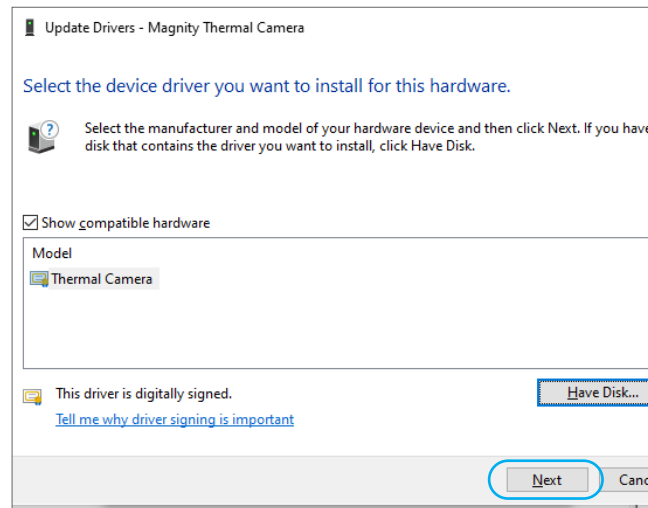 Update Drivers - Magnity Thermal Camera
Select the device driver you want to install for this hardware.
Select the manufacturer and model of your hardware device and then click Next. If you have
disk that contains the driver you want to install, click Have Disk.
Show compatible hardware
Model
Thermal Camera
This driver is digitally signed.
Have Disk...
Tell me why driver signing is important
Next